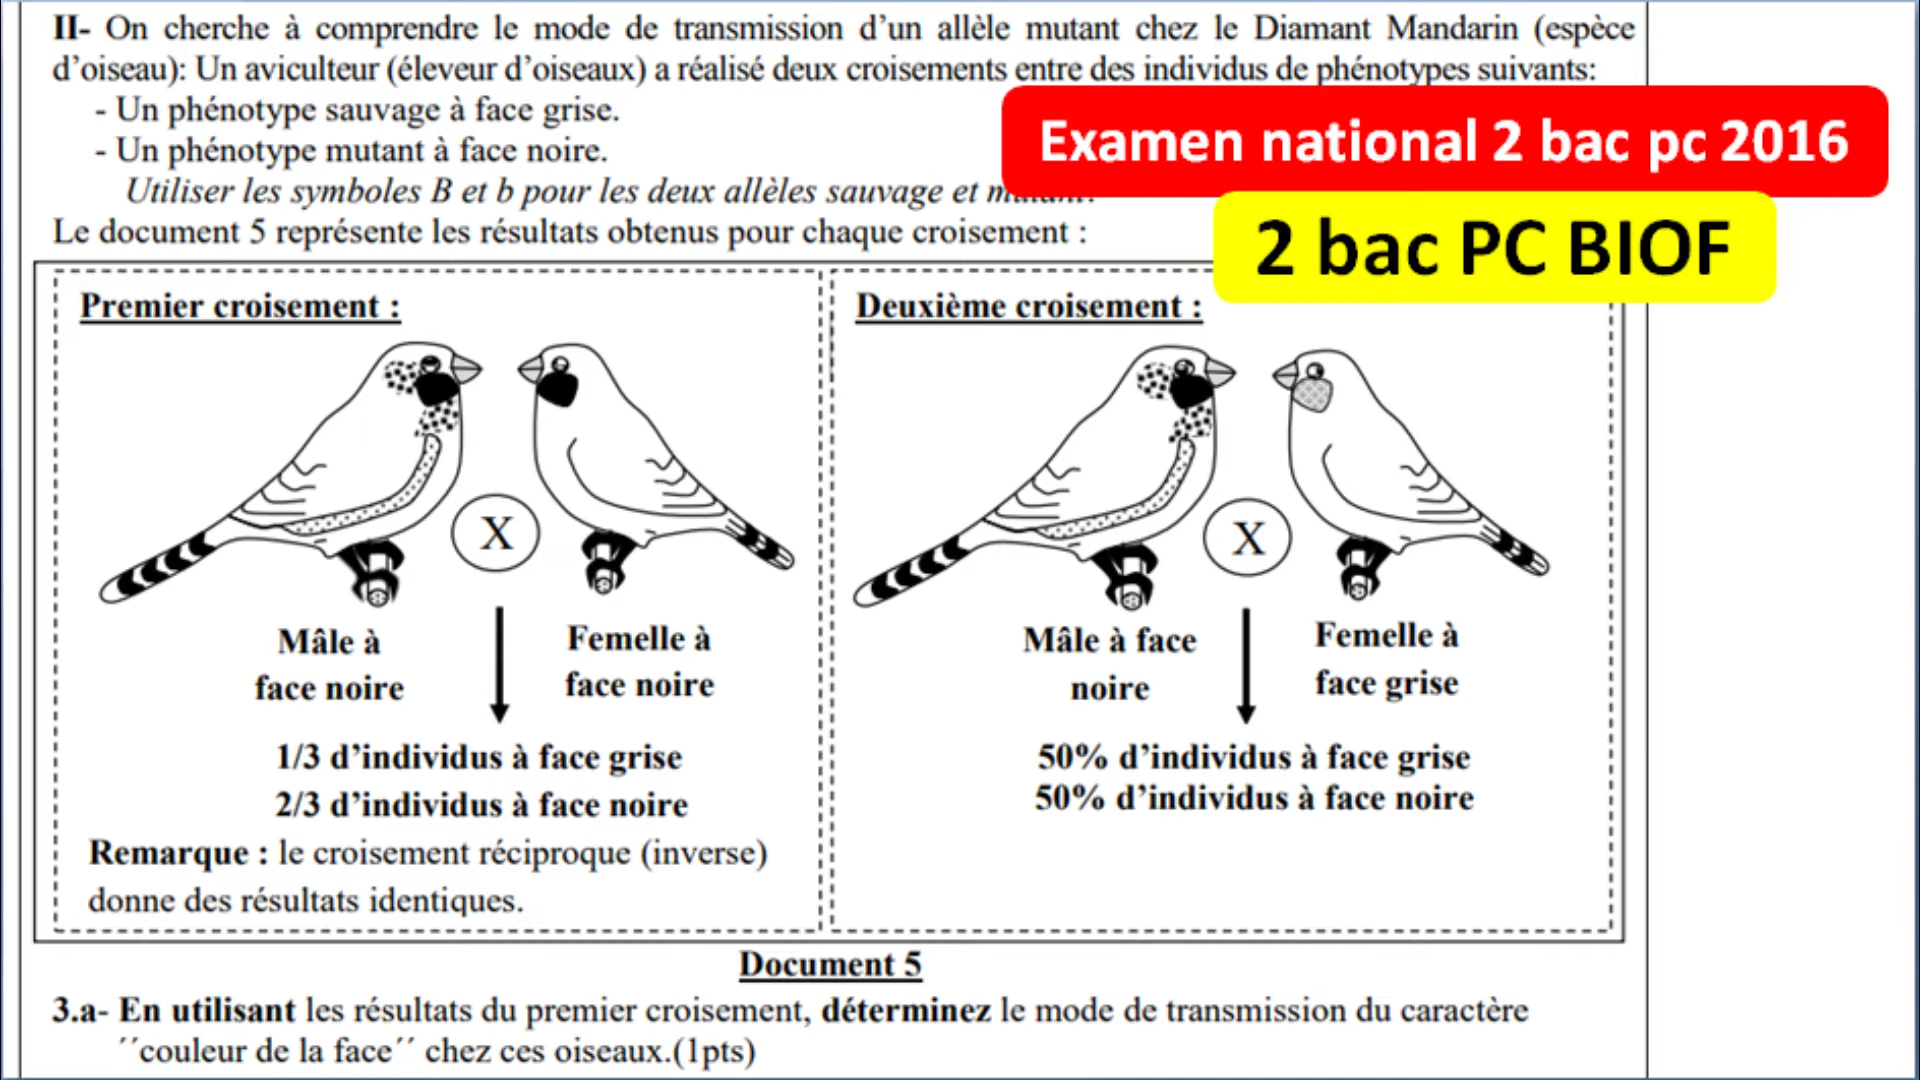 II- On cherche à comprendre le mode de transmission d'un allèle mutant chez le Diamant Mandarin (espèce
d'oiseau): Un aviculteur (éleveur d'oiseaux) a réalisé deux croisements entre des individus de phénotypes suivants:
- Un phénotype sauvage à face grise.
- Un phénotype mutant à face noire.
Examen national 2 bac pc 2016
Utiliser les symboles B et b pour les deux allèles sauvage et
2 bac PC BIOF
Le document 5 représente les résultats obtenus pour chaque croisement :
Premier croisement :
X
Mâle à
face noire
Femelle à
face noire
1/3 d'individus à face grise
2/3 d'individus à face noire
Remarque : le croisement réciproque (inverse)
donne des résultats identiques.
Deuxième croisement :
X
Mâle à face
noire
Femelle à
face grise
50% d'individus à face grise
50% d'individus à face noire
Document 5
3.a- En utilisant les résultats du premier croisement, déterminez le mode de transmission du caractère
´´couleur de la face´´ chez ces oiseaux.(1pts)